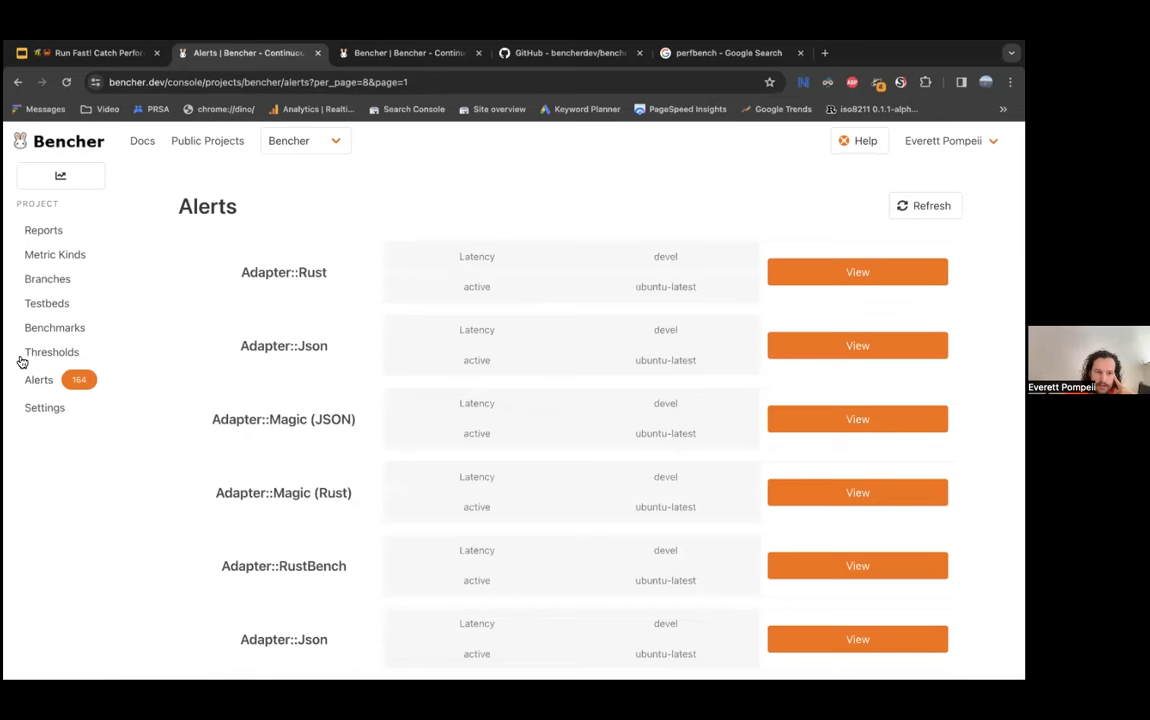 Run Fast! Catch Perfor
Alerts | Bencher - Continuous
Bencher | Bencher - Continu
GitHub - bencherdev/bench
perfbench - Google Search
bencher.dev/console/projects/bencher/alerts?per_page=8&page=1
Messages
Video
PRSA
chrome://dino/
Analytics | Realti...
Search Console
Site overview
Keyword Planner
PageSpeed Insights
Google Trends
iso8211 0.1.1-alph...
Bencher
Docs
Public Projects
Bencher
Help
Everett Pompeii
PROJECT
Reports
Metric Kinds
Branches
Testbeds
Benchmarks
Thresholds
Alerts 164
Settings
Alerts
Refresh
Adapter::Rust
Latency devel
active ubuntu-latest
View
Adapter::Json
Latency devel
active ubuntu-latest
View
Adapter::Magic (JSON)
Latency devel
active ubuntu-latest
View
Adapter::Magic (Rust)
Latency devel
active ubuntu-latest
View
Adapter::RustBench
Latency devel
active ubuntu-latest
View
Adapter::Json
Latency devel
active ubuntu-latest
View
Everett Pompeii